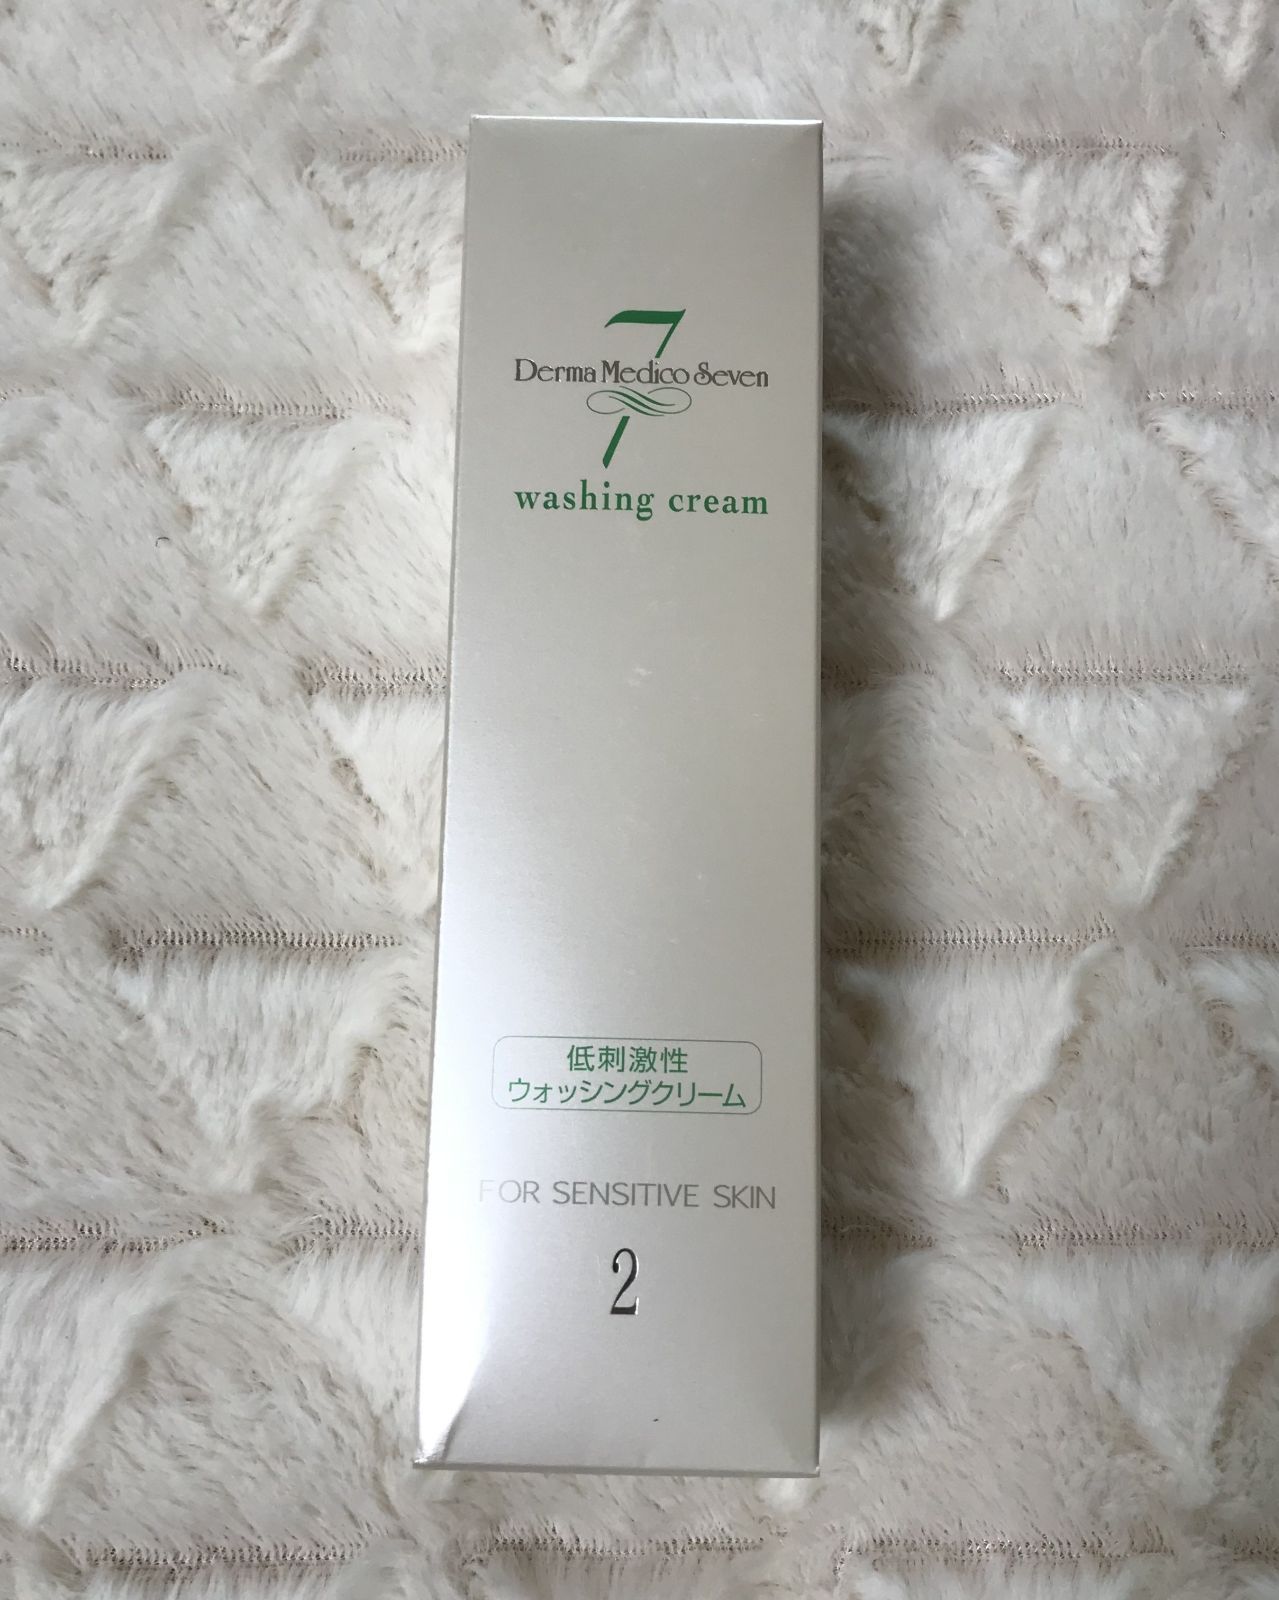 7
Derma Medico Seven
washing cream
低刺激性
ウォッシングクリーム
FOR SENSITIVE SKIN
2